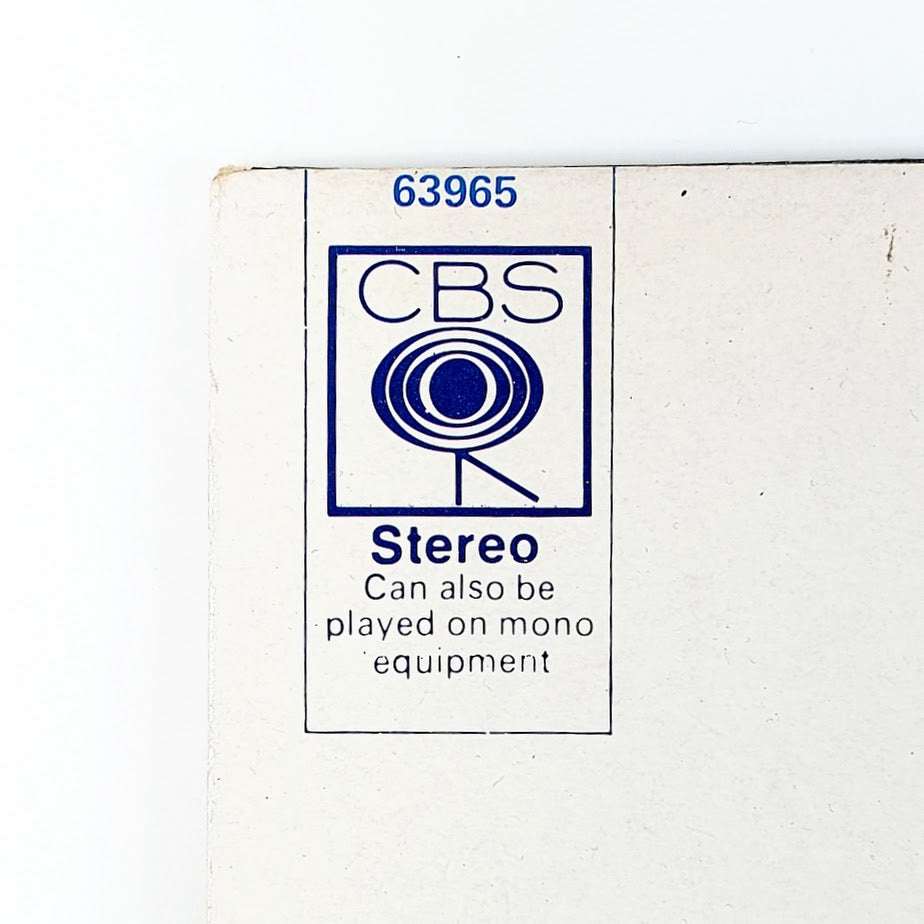 63965
CBS
Stereo
Can also be
played on mono
equipment